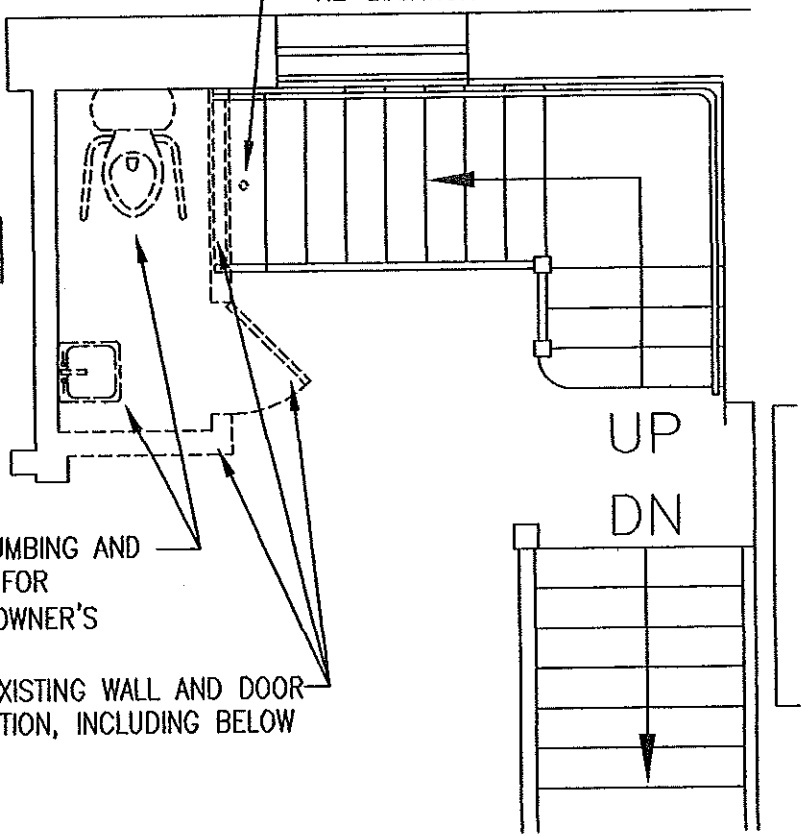 UP
DN
UMBING AND
FOR
OWNER'S
XISTING WALL AND DOOR
TION, INCLUDING BELOW